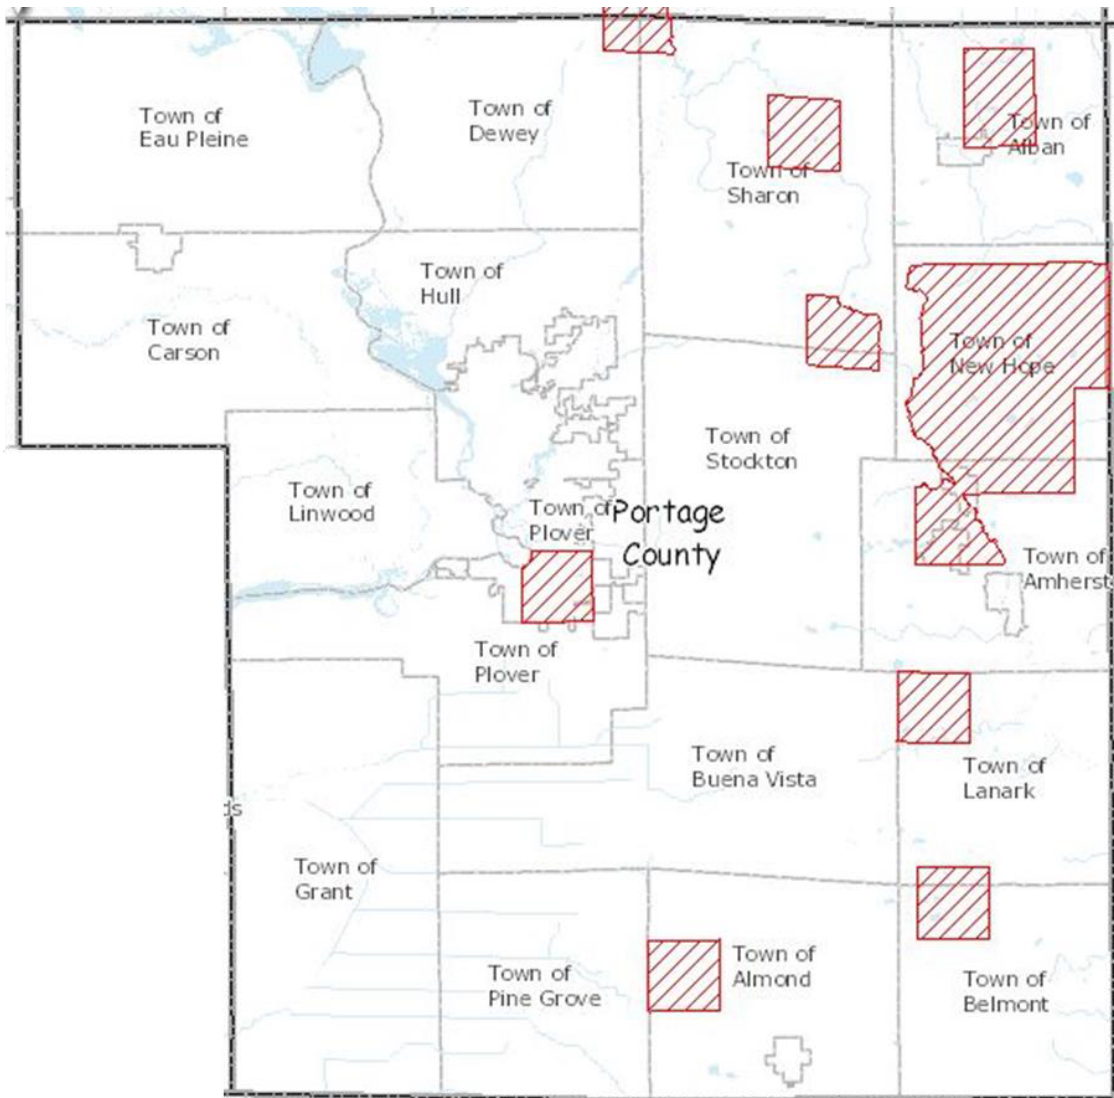 Town of
Eau Pleine
Town of
Dewey
Town of
Alban
Town of
Sharon
Town of
Hull
Town of
Carson
Town of
New Hope
Town of
Stockton
Town of
Linwood
Town of
Plover
Portage
County
Town of
Amherst
Town of
Plover
Town of
Buena Vista
Town of
Lanark
ds
Town of
Grant
Town of
Almond
Town of
Pine Grove
Town of
Belmont